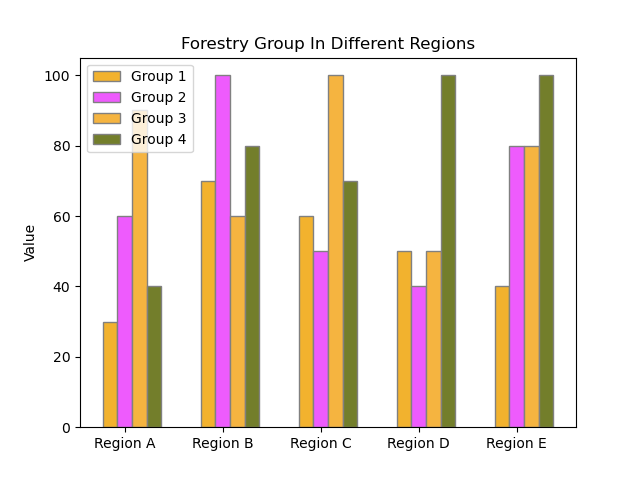 Forestry Group In Different Regions
Group 1
Group 2
Group 3
Group 4
100
80
60
40
20
0
Value
Region A
Region B
Region C
Region D
Region E